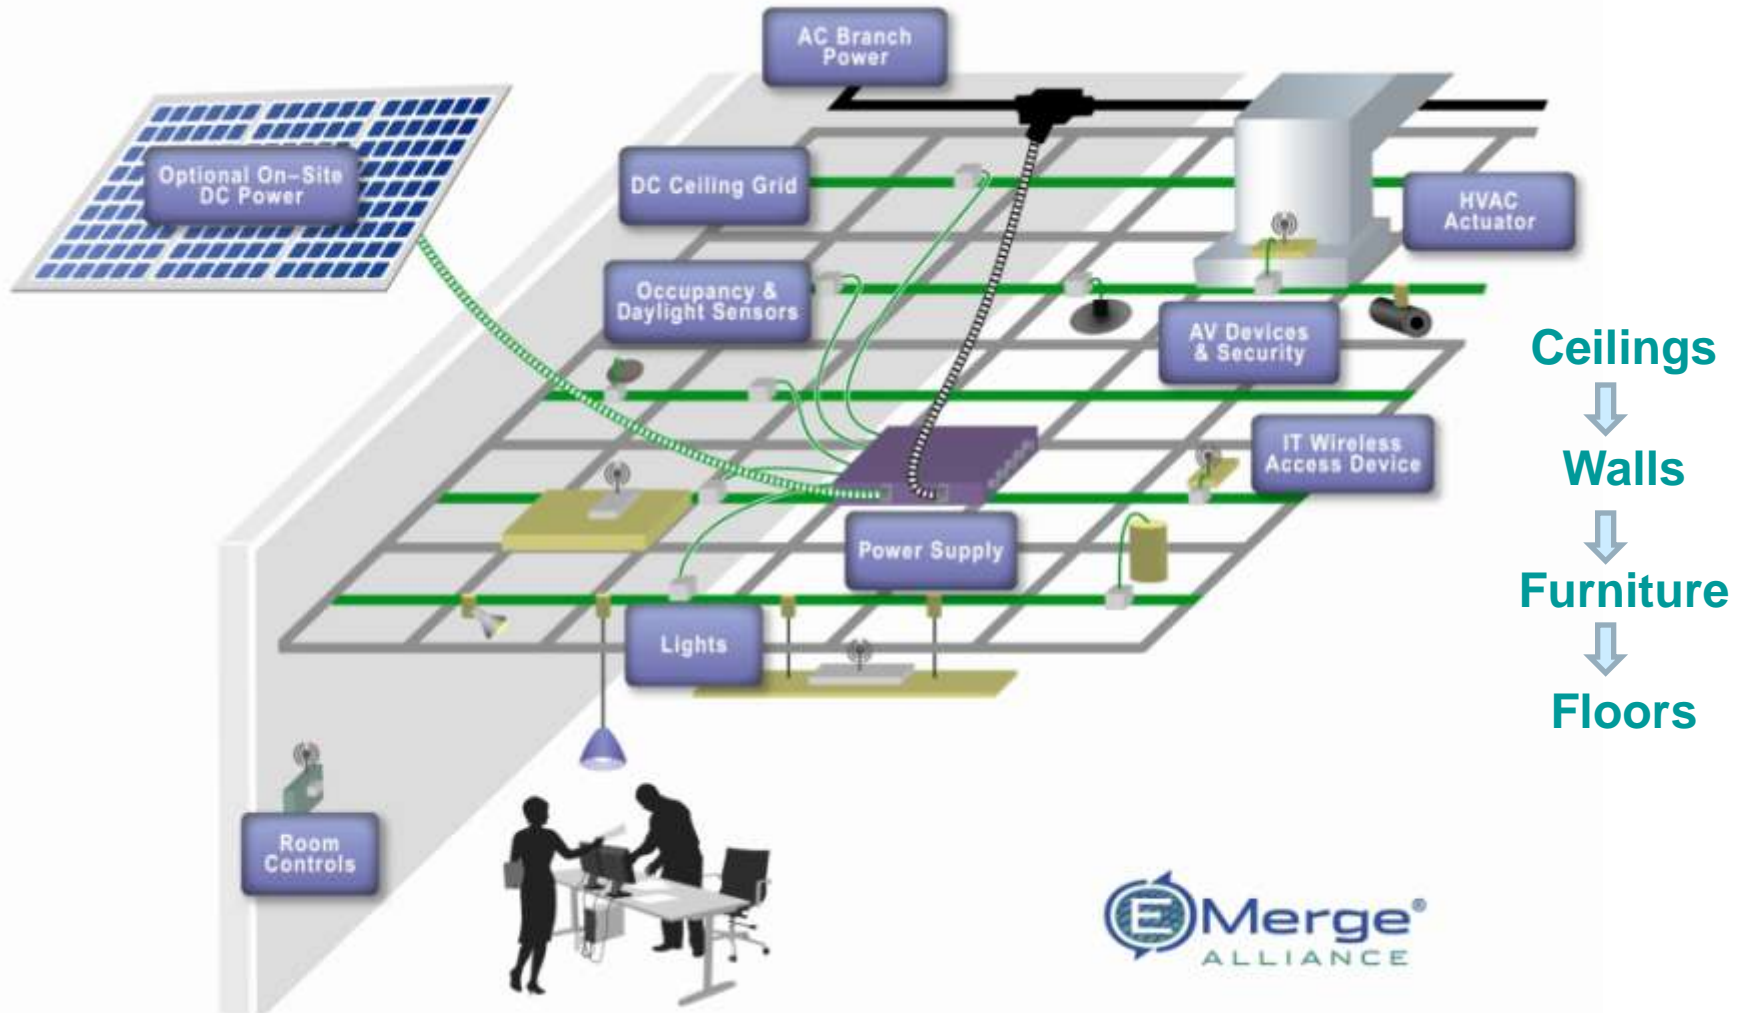 AC Branch
Power
Optional On–Site
DC Power
DC Ceiling Grid
HVAC
Actuator
Occupancy &
Daylight Sensors
AV Devices
& Security
Ceilings
IT Wireless
Access Device
Walls
Power Supply
Furniture
Lights
Floors
Room
Controls
EMerge®
ALLIANCE